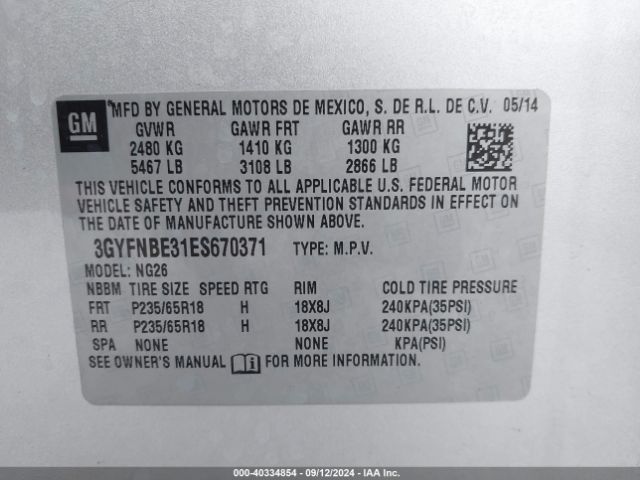 GM
MFD BY GENERAL MOTORS DE MEXICO, S. DE R.L. DE C.V. 05/14
GVWR GAWR FRT GAWR RR
2480 KG 1410 KG 1300 KG
5467 LB 3108 LB 2866 LB
THIS VEHICLE CONFORMS TO ALL APPLICABLE U.S. FEDERAL MOTOR
VEHICLE SAFETY AND THEFT PREVENTION STANDARDS IN EFFECT
ON THE DATE OF MANUFACTURE SHOWN ABOVE.
3GYFNBE31ES670371 TYPE: M.P.V.
MODEL: NG26
NBBM TIRE SIZE SPEED RTG RIM COLD TIRE PRESSURE
FRT P235/65R18 H 18X8J 240KPA(35PSI)
RR P235/65R18 H 18X8J 240KPA(35PSI)
SPA NONE NONE KPA(PSI)
SEE OWNER'S MANUAL FOR MORE INFORMATION.
000-40334854 - 09/12/2024 - IAA Inc.